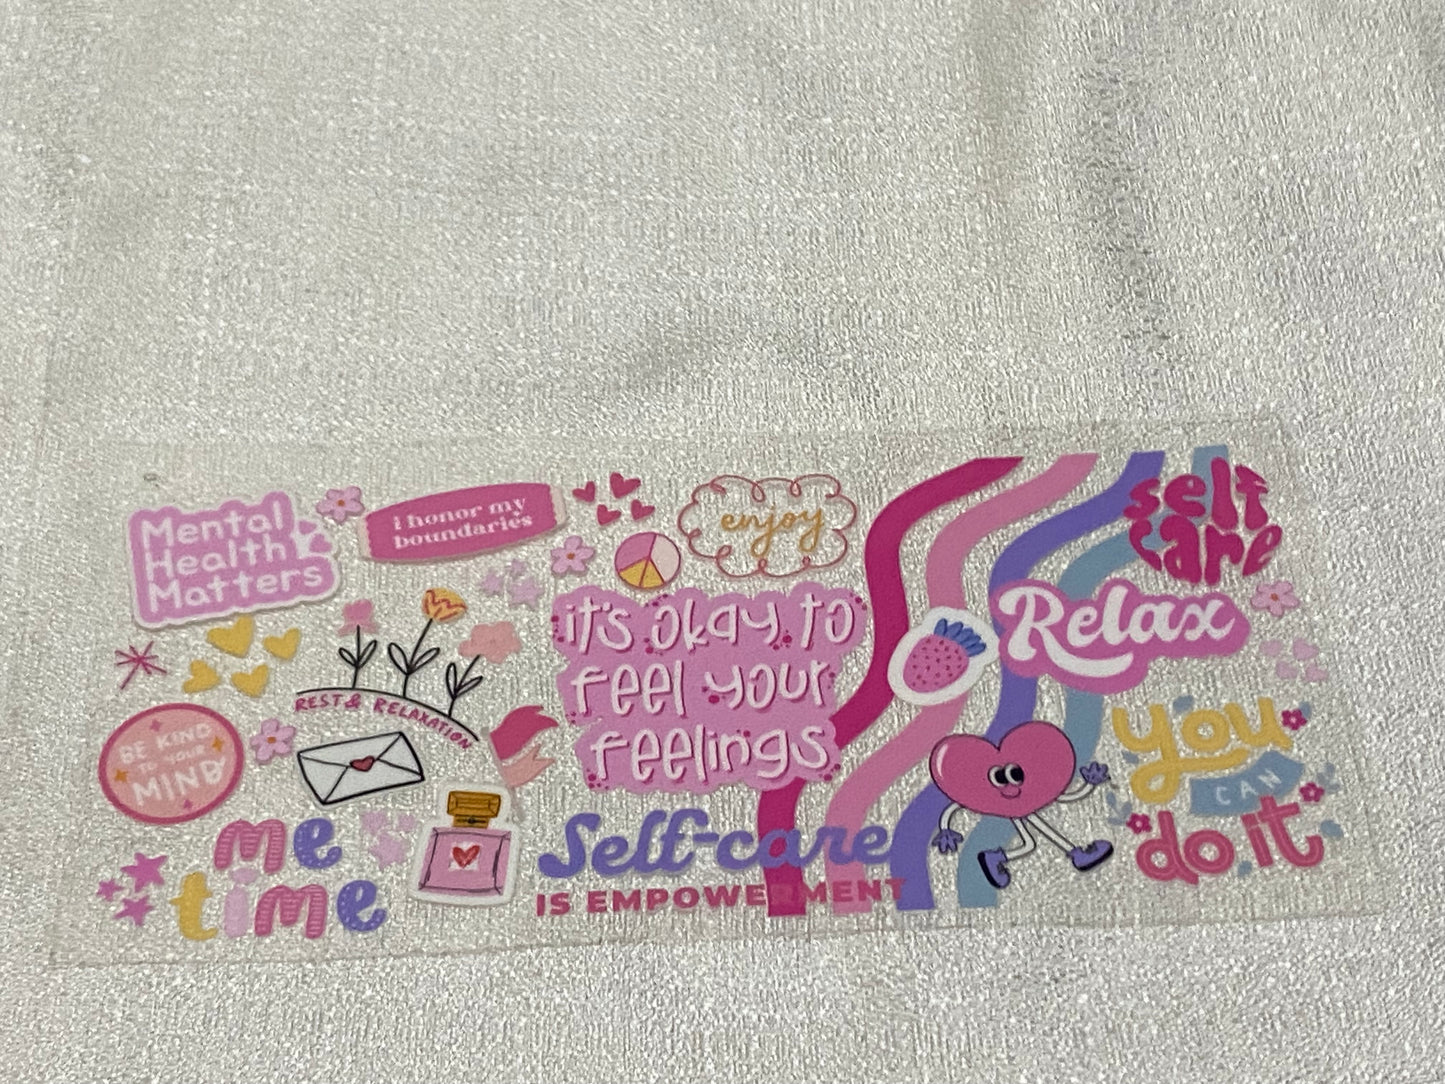 Mental
Health
Matters
i honor my
boundaries
enjoy
self
care
it's okay to
feel your
feelings
Relax
REST & RELAXATION
BE KIND
TO YOUR
MIND
you
CAN
do it
me
time
Self-care
IS EMPOWERMENT